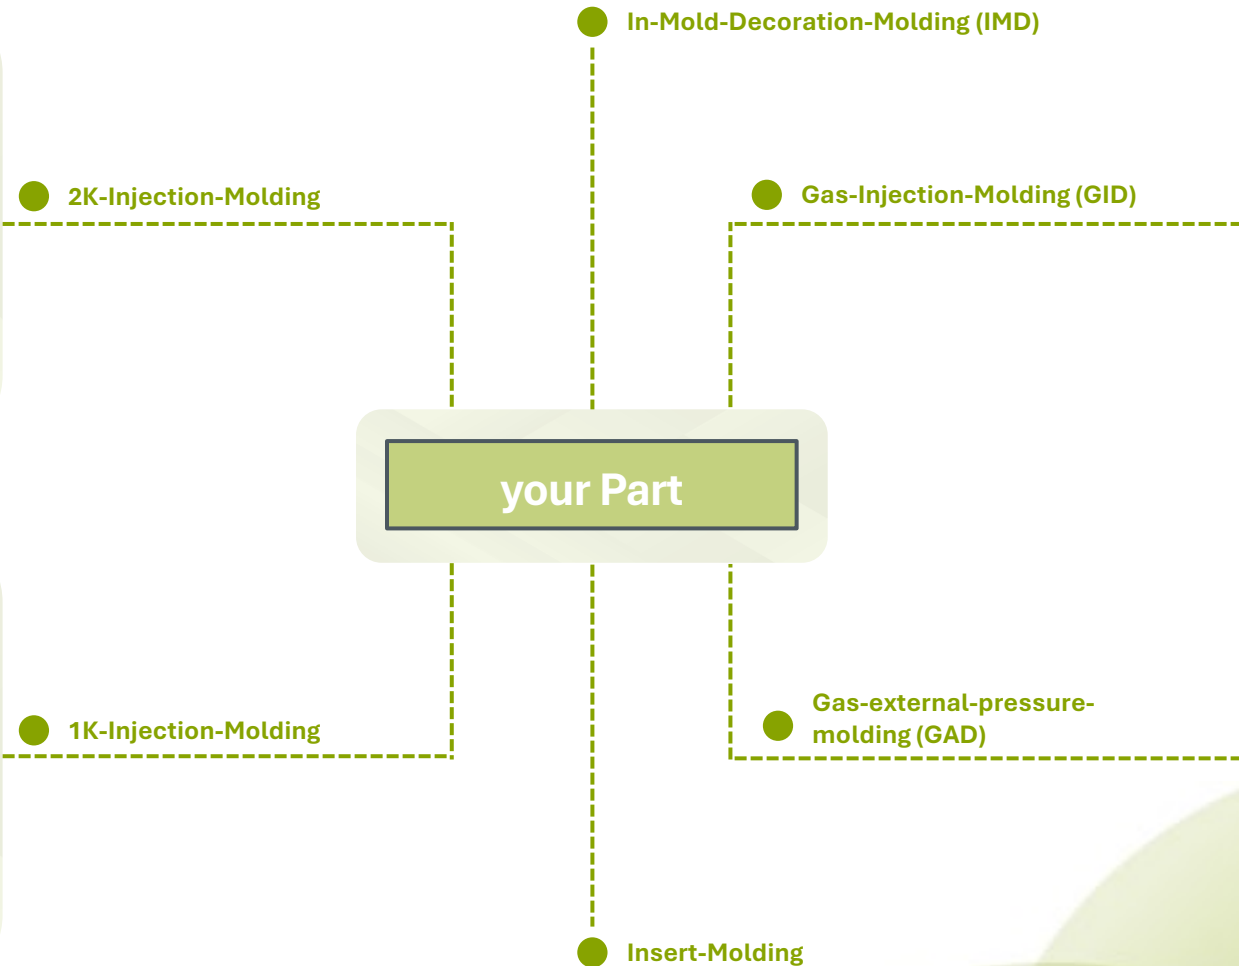 In-Mold-Decoration-Molding (IMD)
2K-Injection-Molding
Gas-Injection-Molding (GID)
your Part
1K-Injection-Molding
Gas-external-pressure-
molding (GAD)
Insert-Molding